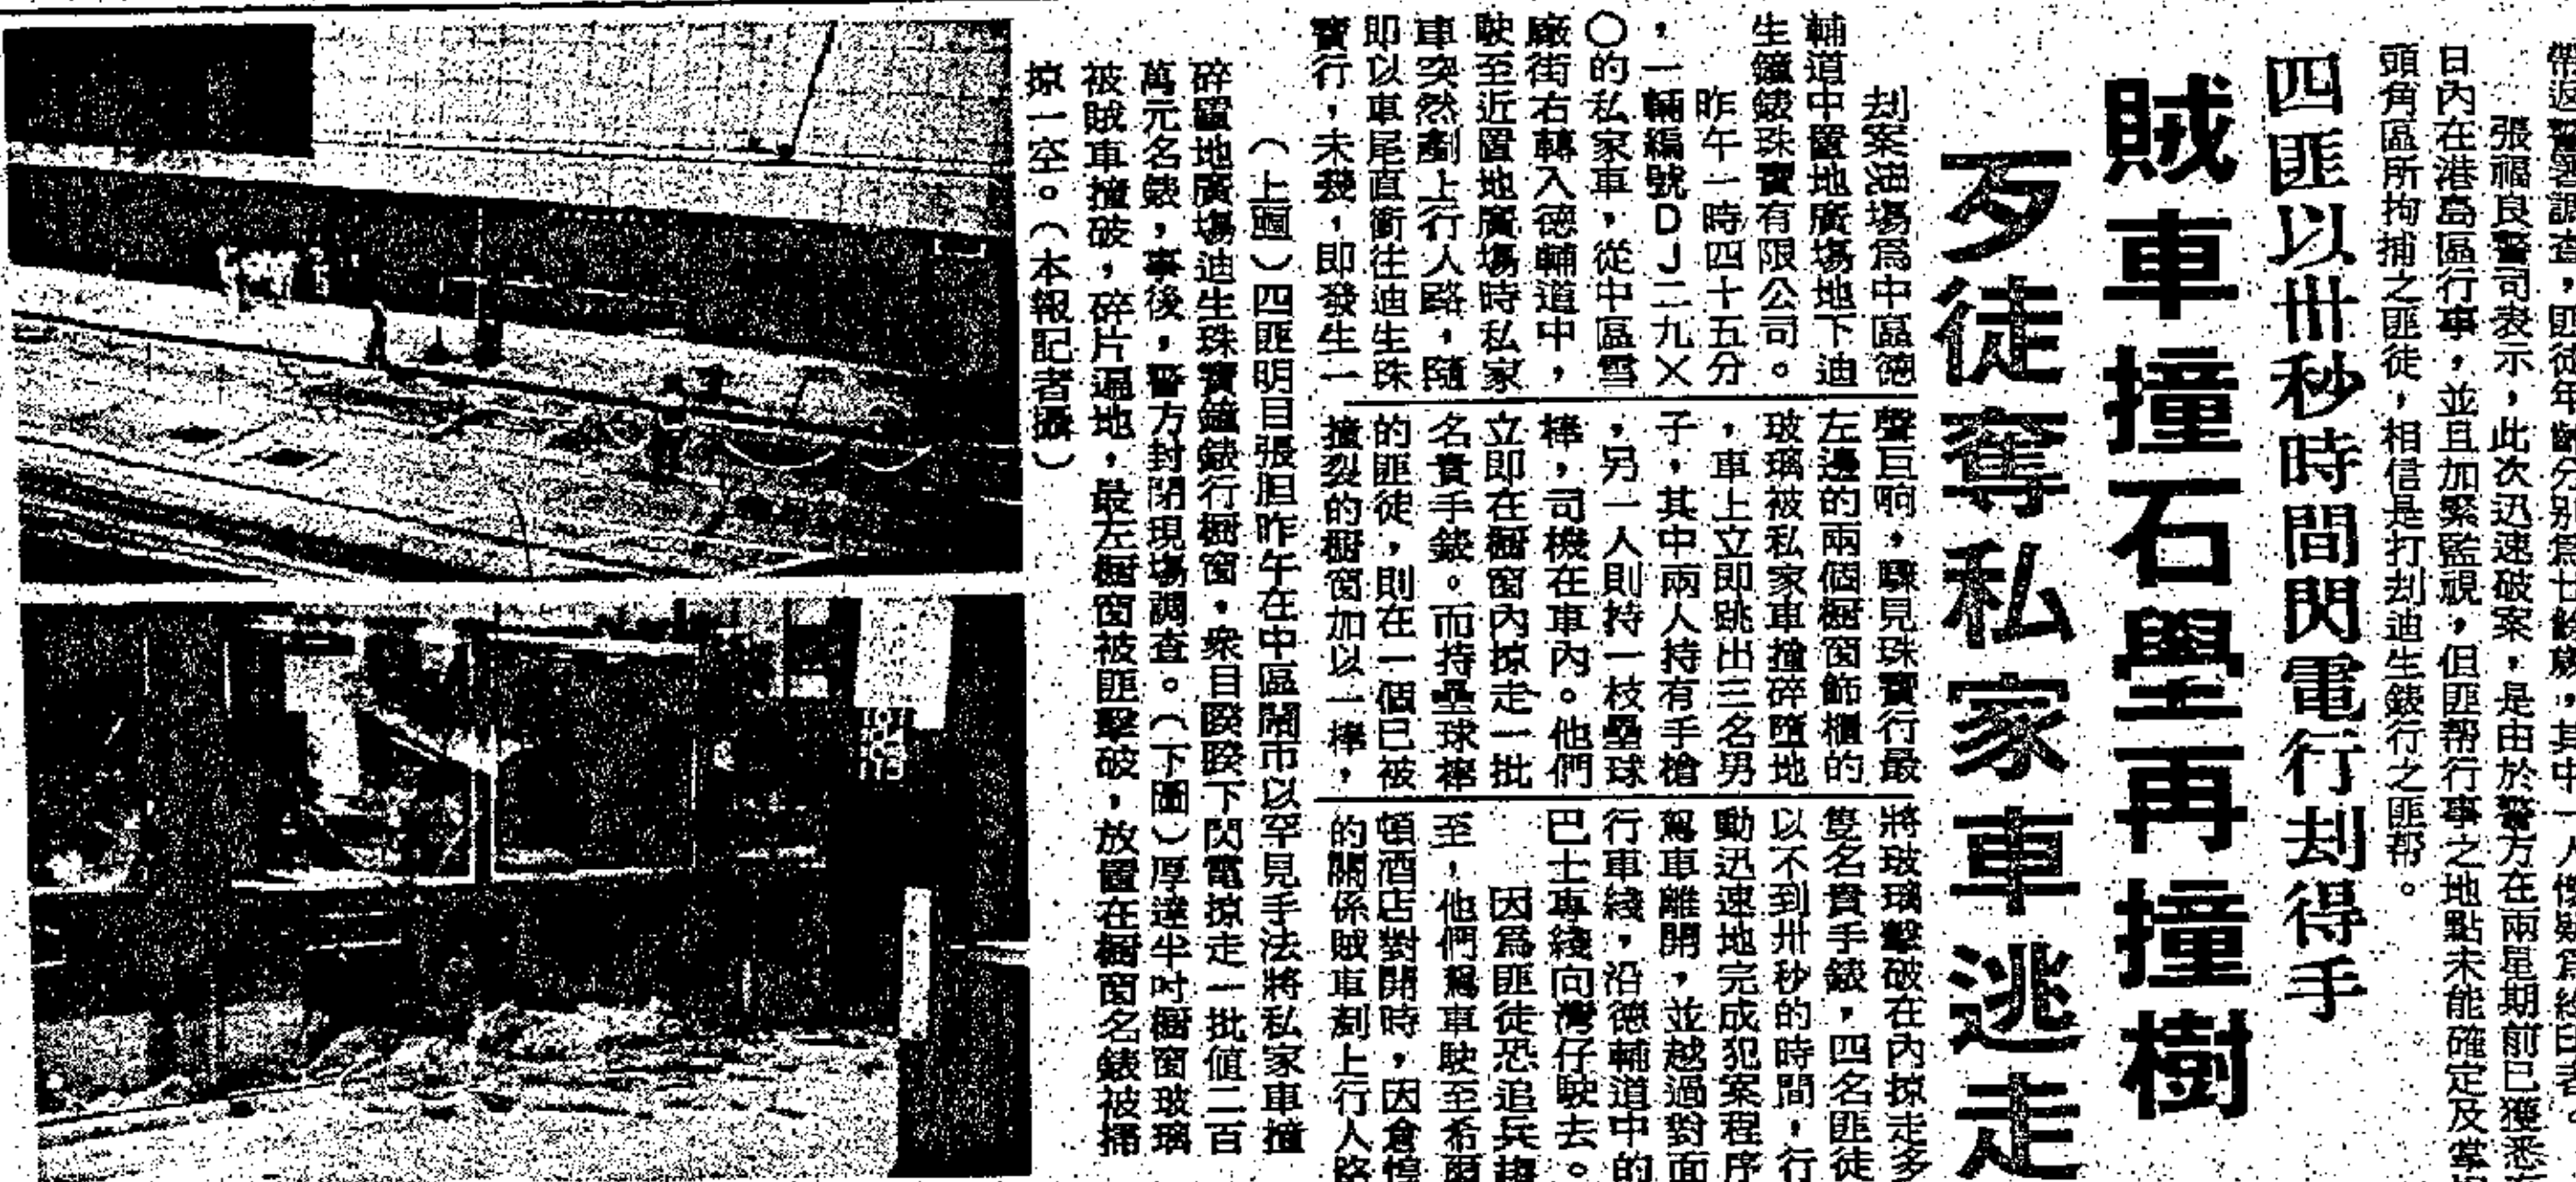 張福良警司表示，此次迅速破案，是由於警方在兩星期前已獲悉
日內在港島區行事，並且加緊監視，但匪幫行事之地點未能確定及掌
頭角區所拘捕之匪徒，相信是打刦迪生錶行之匪幫。
四匪以卅秒時間閃電行刦得手
賊車撞石壆再撞樹
歹徒奪私家車逃走
刦案
場為中區德
輔道中置地廣場地下迪
生鐘錶珠寶有限公司。
昨午一時四十五分
，一輛編號ＤＪ二九×
〇的私家車，從中區雪
廠街右轉入德輔道中，
駛至近置地廣場時私家
車突然剷上行人路，隨
即以車尾直衝往迪生珠
寶行，未幾，即發生一
聲巨响，驟見珠寶行最
左邊的兩個櫥窗飾櫃的
玻璃被私家車撞碎墮地
，車上立即跳出三名男
子，其中兩人持有手槍
，另一人則持一枝壘球
棒，司機在車內。他們
立即在櫥窗內掠走一批
名貴手錶。而持壘球棒
的匪徒，則在一個已被
撞裂的櫥窗加以一棒，
將玻璃擊破在內掠走多
隻名貴手錶，四名匪徒
以不到卅秒的時間，行
動迅速地完成犯案程序
駕車離開，並越過對面
行車綫，沿德輔道中的
巴士專綫向灣仔駛去。
因為匪徒恐追兵趕
至，他們駕車駛至希爾
頓酒店對開時，因倉惶
的關係賊車剷上行人路
（上圖）四匪明目張胆昨午在中區鬧市以罕見手法將私家車撞
碎置地廣場迪生珠寶鐘錶行櫥窗，衆目睽睽下閃電掠走一批值二百
萬元名錶，事後，警方封閉現場調查。（下圖）厚達半吋櫥窗玻璃
被賊車撞破，碎片遍地，最左櫥窗被匪擊破，放置在櫥窗名錶被掃
掠一空。（本報記者攝）